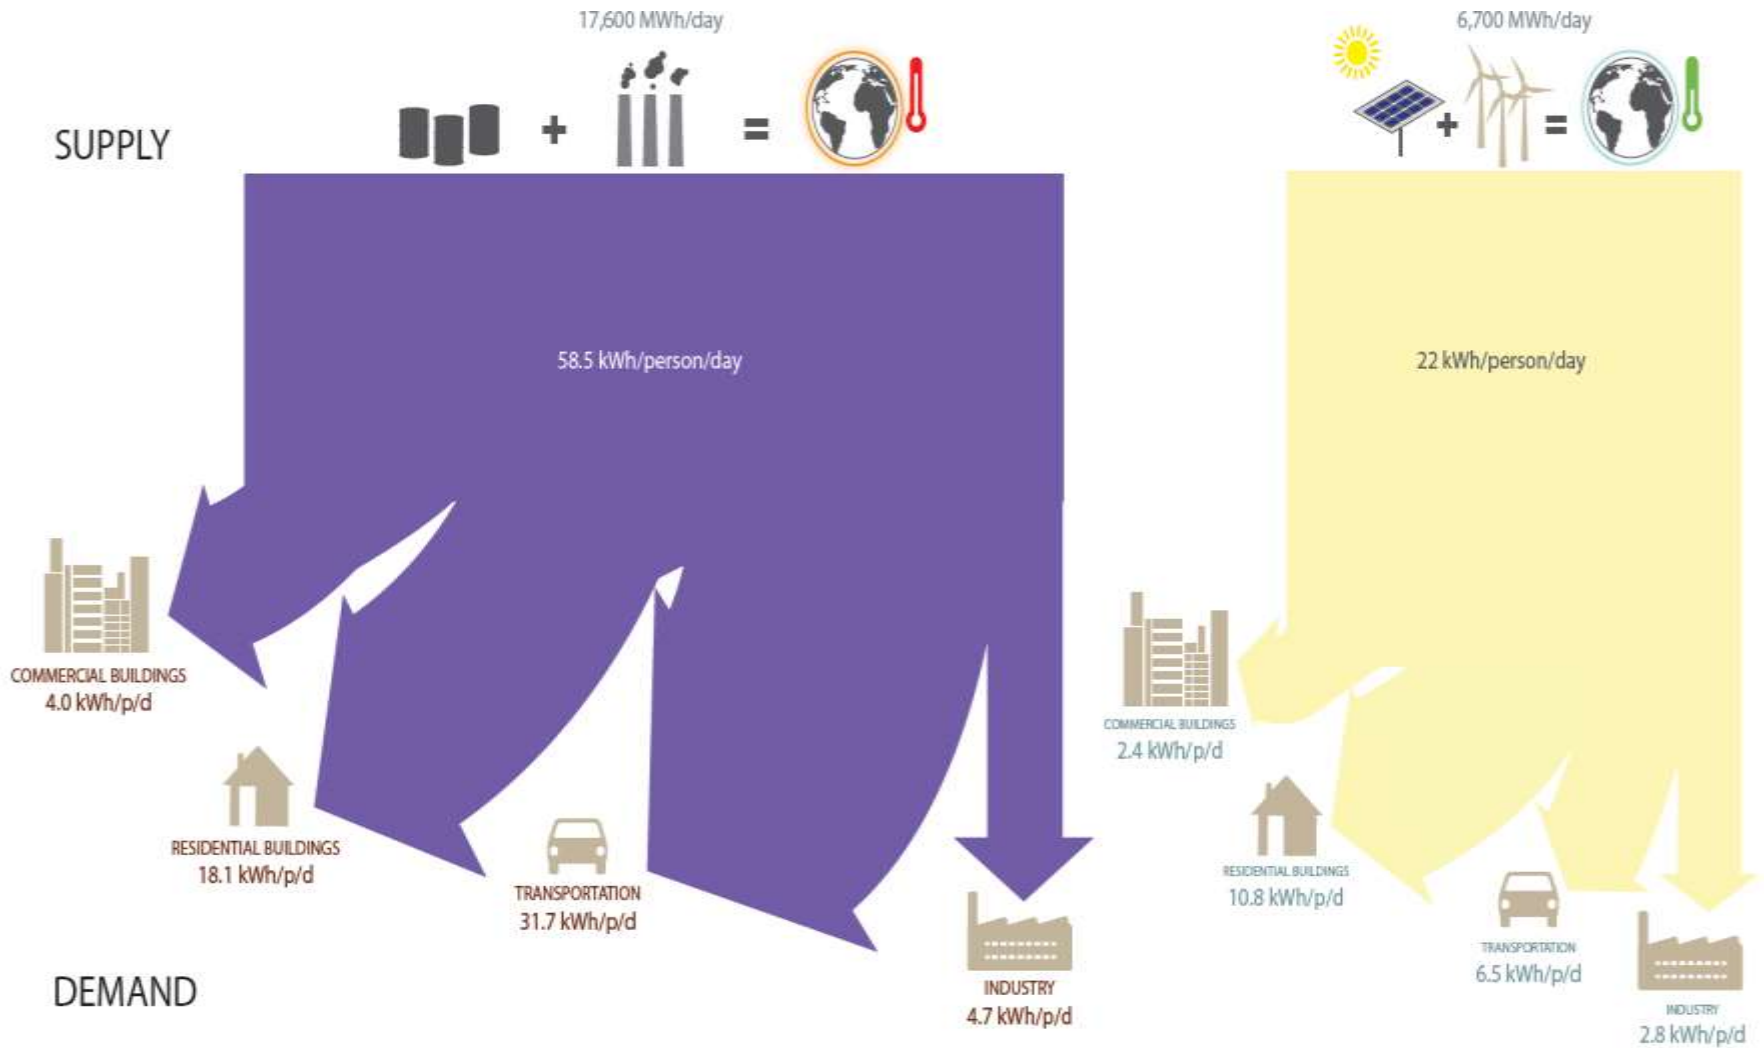 17,600 MWh/day
6,700 MWh/day
SUPPLY
58.5 kWh/person/day
22 kWh/person/day
COMMERCIAL BUILDINGS
4.0 kWh/p/d
RESIDENTIAL BUILDINGS
18.1 kWh/p/d
TRANSPORTATION
31.7 kWh/p/d
INDUSTRY
4.7 kWh/p/d
COMMERCIAL BUILDINGS
2.4 kWh/p/d
RESIDENTIAL BUILDINGS
10.8 kWh/p/d
TRANSPORTATION
6.5 kWh/p/d
INDUSTRY
2.8 kWh/p/d
DEMAND